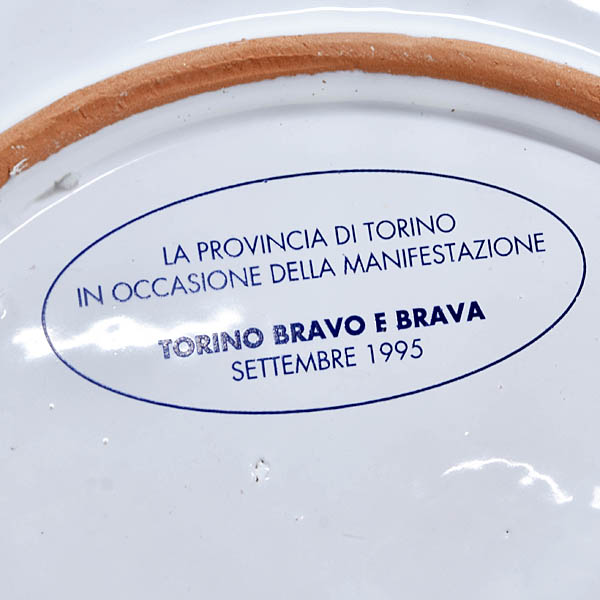 LA PROVINCIA DI TORINO
IN OCCASIONE DELLA MANIFESTAZIONE
TORINO BRAVO E BRAVA
SETTEMBRE 1995